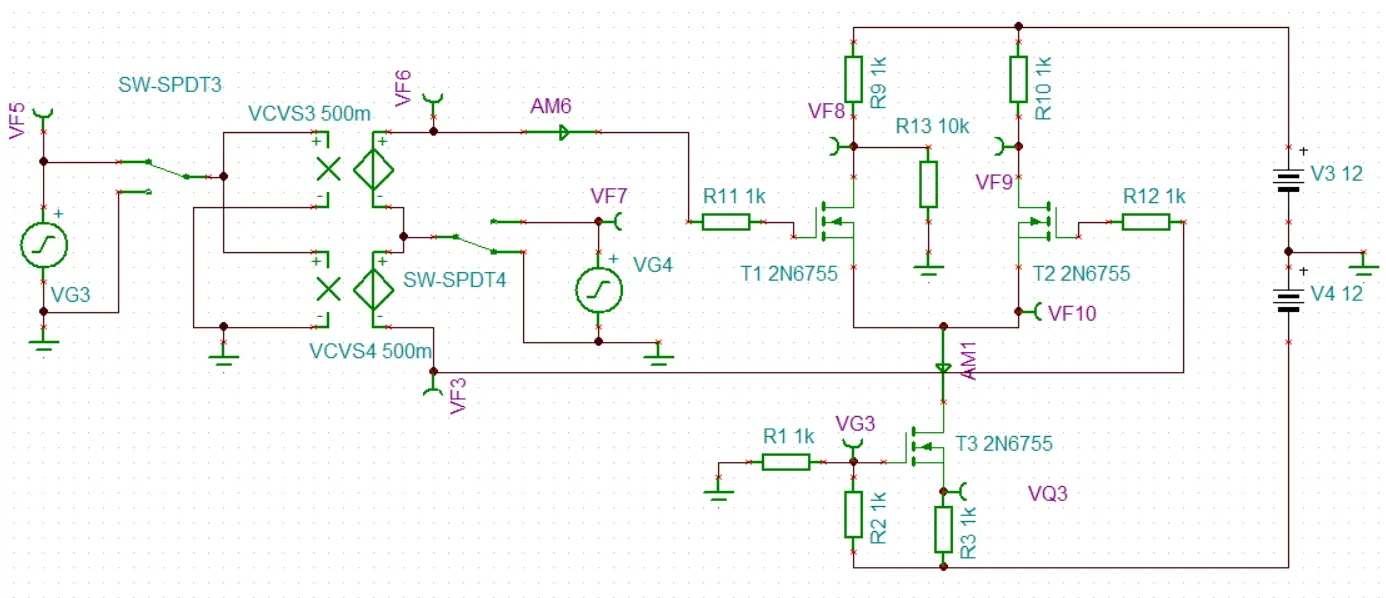 SW-SPDT3
VF5
VCVS3 500m
VF6
AM6
R9 1k
R10 1k
VF8
R13 10k
VF9
V3 12
VF7
R11 1k
R12 1k
VG3
SW-SPDT4
VG4
T1 2N6755
T2 2N6755
V4 12
VF10
VCVS4 500m
AM1
VF3
R1 1k
VG3
T3 2N6755
R2 1k
VQ3
R3 1k